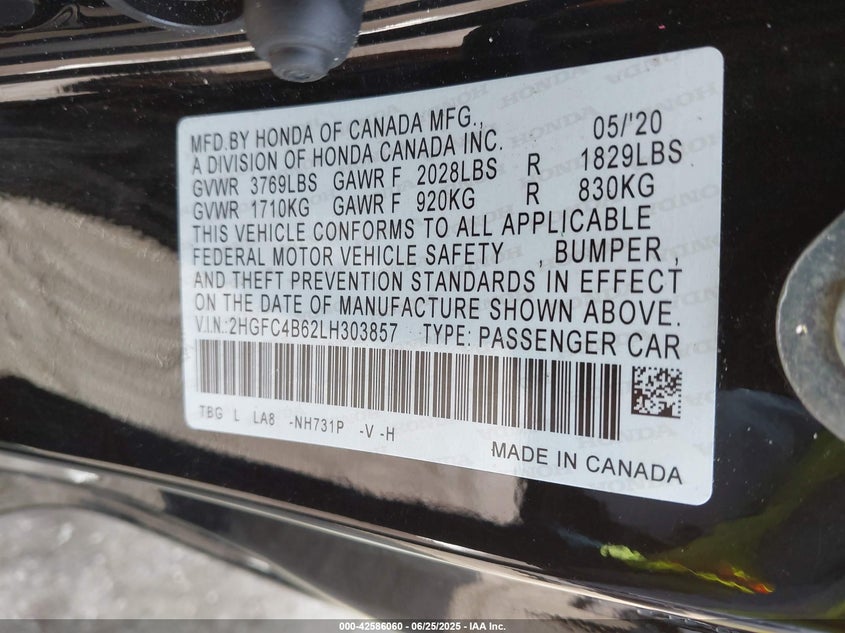 MFD.BY HONDA OF CANADA MFG., 05/'20
A DIVISION OF HONDA CANADA INC.
GVWR 3769LBS GAWR F 2028LBS R 1829LBS
GVWR 1710KG GAWR F 920KG R 830KG
THIS VEHICLE CONFORMS TO ALL APPLICABLE
FEDERAL MOTOR VEHICLE SAFETY , BUMPER ,
AND THEFT PREVENTION STANDARDS IN EFFECT
ON THE DATE OF MANUFACTURE SHOWN ABOVE.
V.I.N.:2HGFC4B62LH303857 TYPE: PASSENGER CAR
TBG L LA8 -NH731P -V -H
MADE IN CANADA
000-42586060 - 06/25/2025 - IAA Inc.